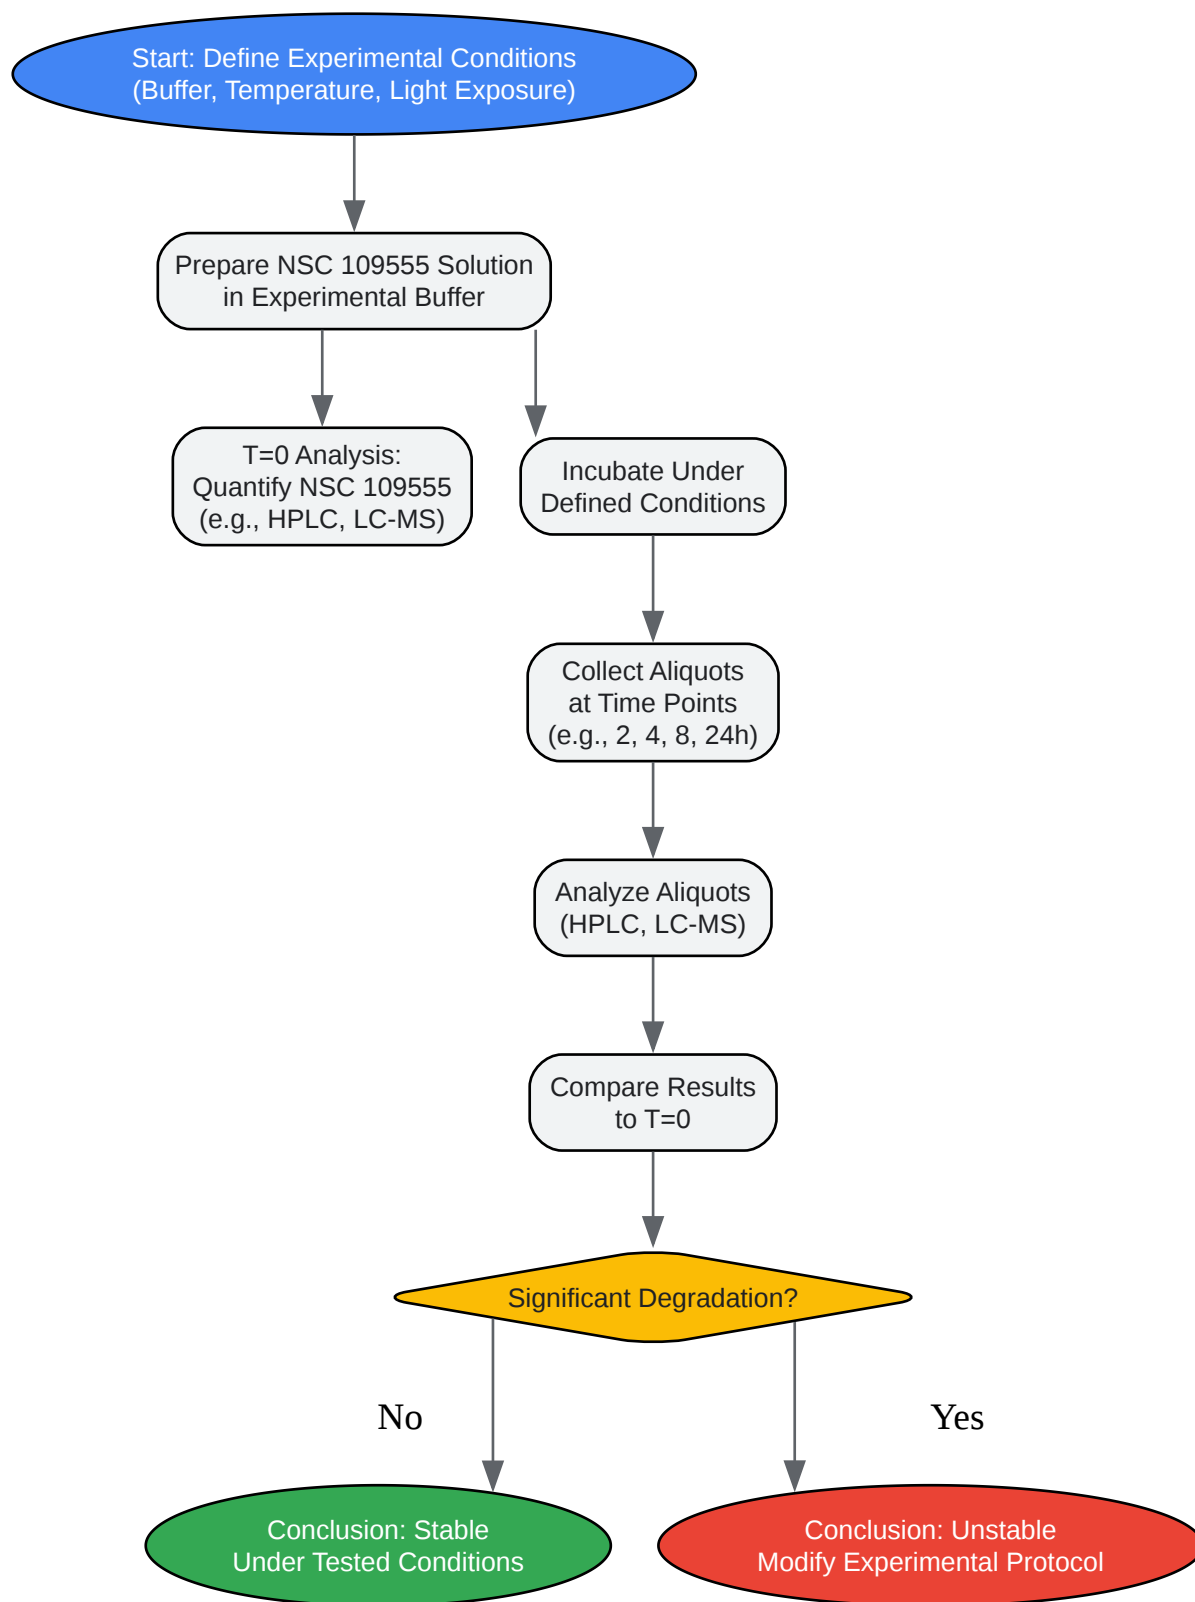 Start: Define Experimental Conditions
(Buffer, Temperature, Light Exposure)
Prepare NSC 109555 Solution
in Experimental Buffer
T=0 Analysis:
Quantify NSC 109555
(e.g., HPLC, LC-MS)
Incubate Under
Defined Conditions
Collect Aliquots
at Time Points
(e.g., 2, 4, 8, 24h)
Analyze Aliquots
(HPLC, LC-MS)
Compare Results
to T=0
Significant Degradation?
No
Yes
Conclusion: Stable
Under Tested Conditions
Conclusion: Unstable
Modify Experimental Protocol